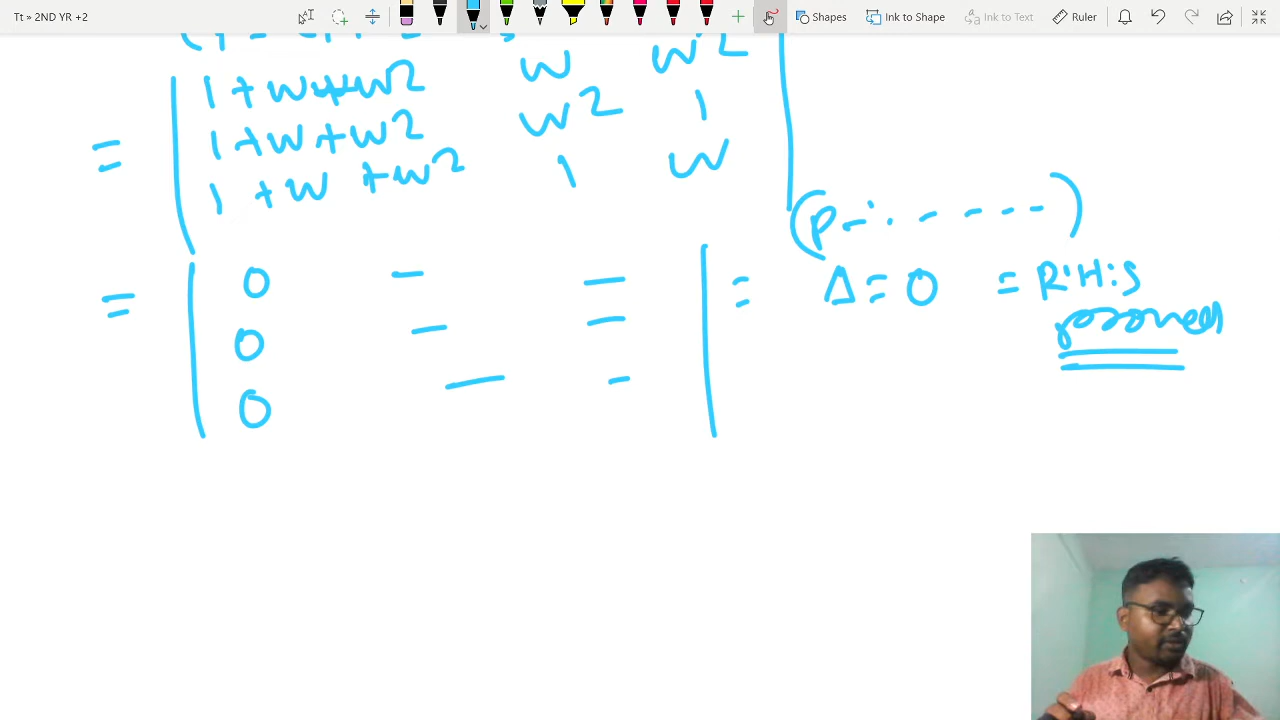 Tt » 2ND YR +2
Shapes Ink to Shape Ink to Text Ruler
1+w+w2 w w2
1+w+w2 w2 1
1+w+w2 1 w
=
(P-·.-----)
= 0 - - = Δ = 0 = R.H.S
0 - - proved
0 - -